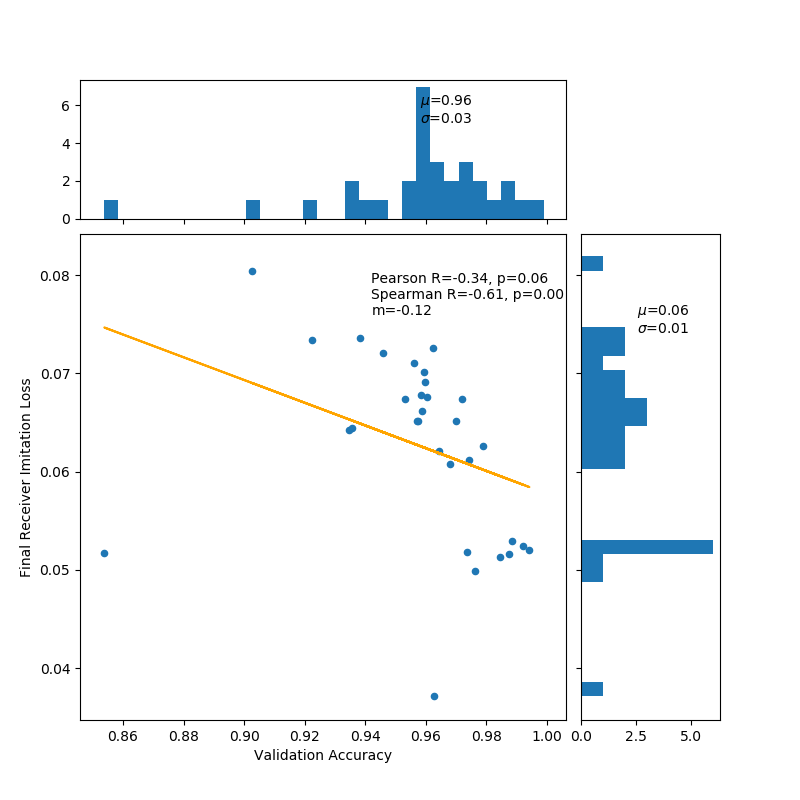 6
4
2
0
μ=0.96
σ=0.03
0.08
0.07
0.06
0.05
0.04
Final Receiver Imitation Loss
Pearson R=-0.34, p=0.06
Spearman R=-0.61, p=0.00
m=-0.12
μ=0.06
σ=0.01
0.86 0.88 0.90 0.92 0.94 0.96 0.98 1.00
Validation Accuracy
0.0 2.5 5.0